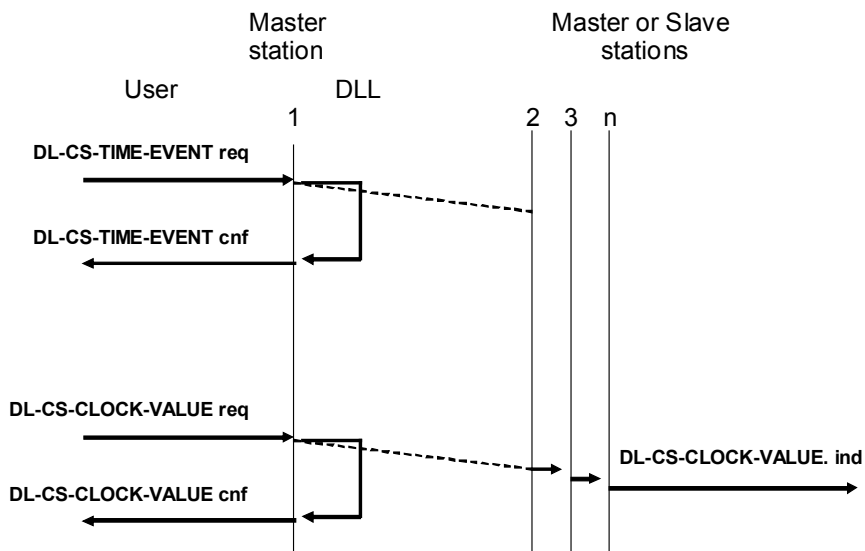 Master
station
Master or Slave
stations
User
DLL
1
2
3
n
DL-CS-TIME-EVENT req
DL-CS-TIME-EVENT cnf
DL-CS-CLOCK-VALUE req
DL-CS-CLOCK-VALUE. ind
DL-CS-CLOCK-VALUE cnf